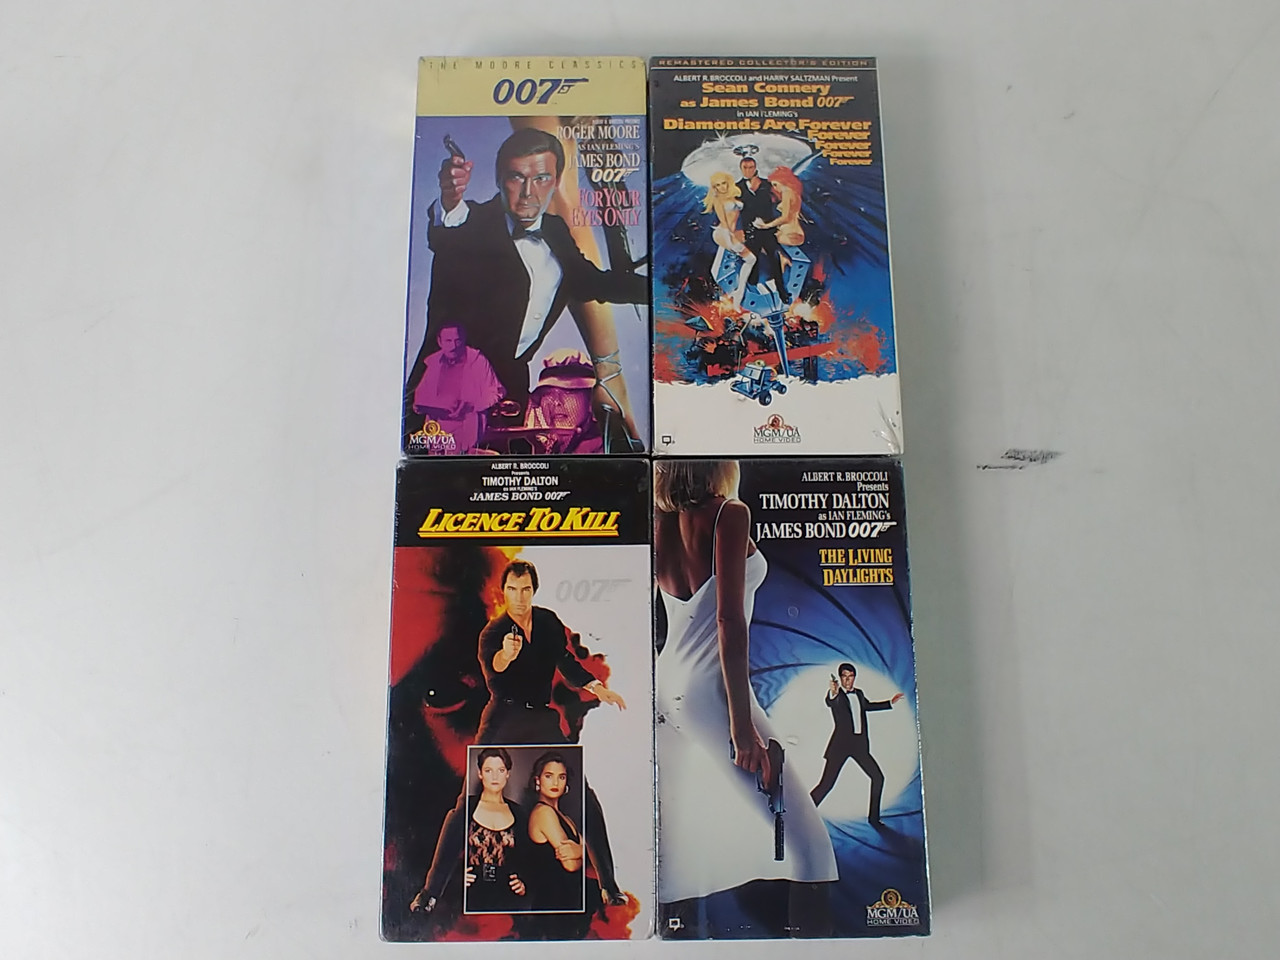 THE MOORE CLASSICS
007
ROGER MOORE
AS IAN FLEMING'S
JAMES BOND
007
FOR YOUR
EYES ONLY
MGM/UA
HOME VIDEO
REMASTERED COLLECTOR'S EDITION
ALBERT R. BROCCOLI and HARRY SALTZMAN Present
Sean Connery
as James Bond 007
in IAN FLEMING's
Diamonds Are Forever
Forever
Forever
Forever
Forever
MGM/UA
HOME VIDEO
ALBERT R. BROCCOLI
Presents
TIMOTHY DALTON
as IAN FLEMING'S
JAMES BOND 007
LICENCE TO KILL
007
ALBERT R. BROCCOLI
Presents
TIMOTHY DALTON
as IAN FLEMING's
JAMES BOND 007
THE LIVING
DAYLIGHTS
MGM/UA
HOME VIDEO